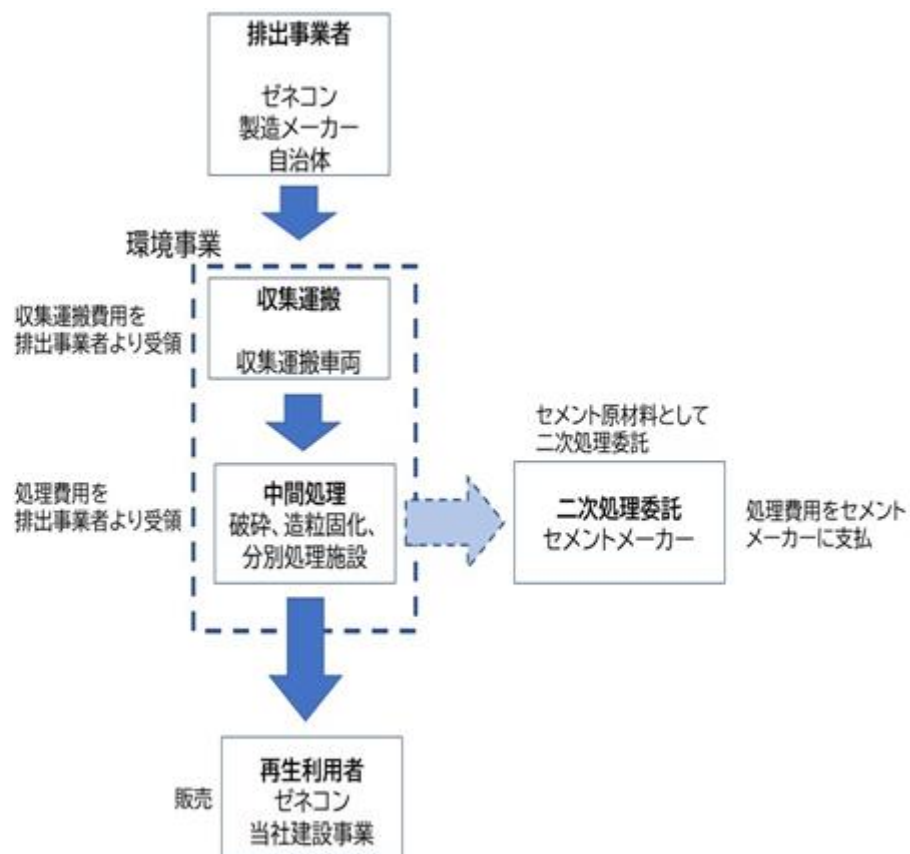 排出事業者
ゼネコン
製造メーカー
自治体
環境事業
収集運搬費用を
排出事業者より受領
収集運搬
収集運搬車両
処理費用を
排出事業者より受領
中間処理
破砕、造粒固化、
分別処理施設
セメント原材料として
二次処理委託
二次処理委託
セメントメーカー
処理費用をセメント
メーカーに支払
販売
再生利用者
ゼネコン
当社建設事業